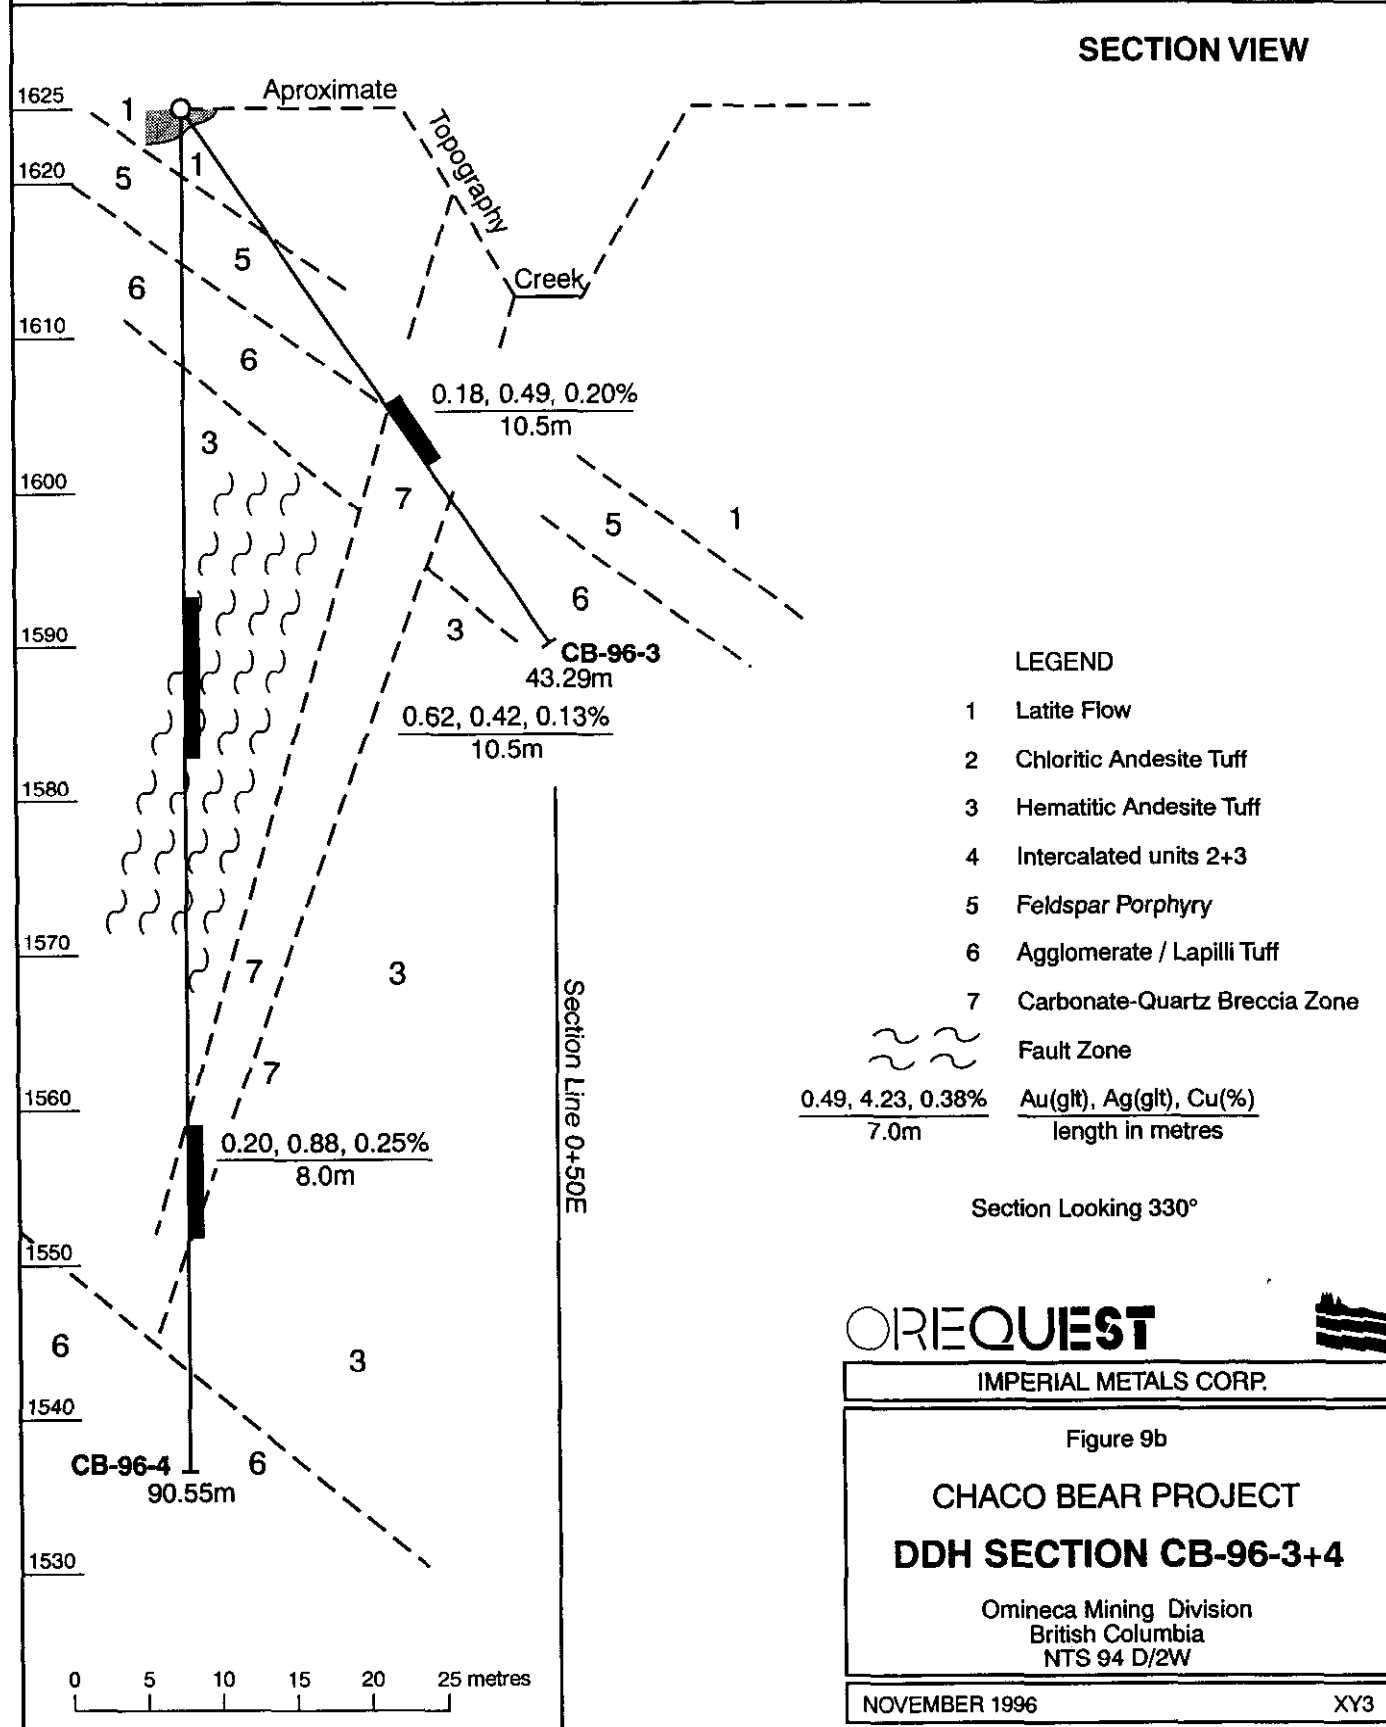 SECTION VIEW
1625
1
Aproximate
Topography
1620
5
1
5
Creek
6
1610
6
0.18, 0.49, 0.20%
10.5m
3
1600
7
5
1
6
3
1590
CB-96-3
43.29m
0.62, 0.42, 0.13%
10.5m
1580
1570
7
3
Section Line 0+50E
7
1560
0.20, 0.88, 0.25%
8.0m
1550
6
3
1540
CB-96-4
6
90.55m
1530
0 5 10 15 20 25 metres
LEGEND
1 Latite Flow
2 Chloritic Andesite Tuff
3 Hematitic Andesite Tuff
4 Intercalated units 2+3
5 Feldspar Porphyry
6 Agglomerate / Lapilli Tuff
7 Carbonate-Quartz Breccia Zone
Fault Zone
0.49, 4.23, 0.38% Au(glt), Ag(glt), Cu(%)
7.0m length in metres
Section Looking 330°
OREQUEST
IMPERIAL METALS CORP.
Figure 9b
CHACO BEAR PROJECT
DDH SECTION CB-96-3+4
Omineca Mining Division
British Columbia
NTS 94 D/2W
NOVEMBER 1996 XY3